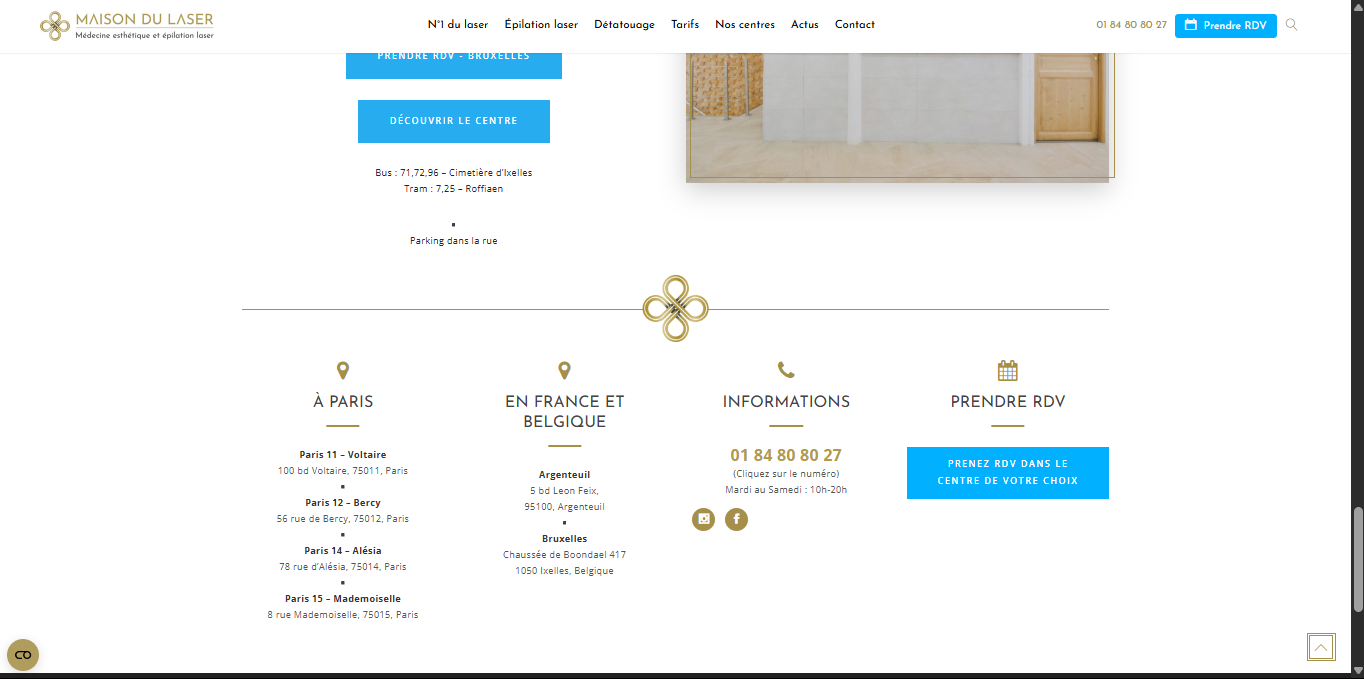 MAISON DU LASER
Médecine esthétique et épilation laser
N°1 du laser
Épilation laser
Détatouage
Tarifs
Nos centres
Actus
Contact
01 84 80 80 27
Prendre RDV
PRENDRE RDV - BRUXELLES
DÉCOUVRIR LE CENTRE
Bus : 71,72,96 – Cimetière d'Ixelles
Tram : 7,25 – Roffiaen
Parking dans la rue
À PARIS
Paris 11 – Voltaire
100 bd Voltaire, 75011, Paris
Paris 12 – Bercy
56 rue de Bercy, 75012, Paris
Paris 14 – Alésia
78 rue d'Alésia, 75014, Paris
Paris 15 – Mademoiselle
8 rue Mademoiselle, 75015, Paris
EN FRANCE ET
BELGIQUE
Argenteuil
5 bd Leon Feix,
95100, Argenteuil
Bruxelles
Chaussée de Boondael 417
1050 Ixelles, Belgique
INFORMATIONS
01 84 80 80 27
(Cliquez sur le numéro)
Mardi au Samedi : 10h-20h
PRENDRE RDV
PRENEZ RDV DANS LE
CENTRE DE VOTRE CHOIX